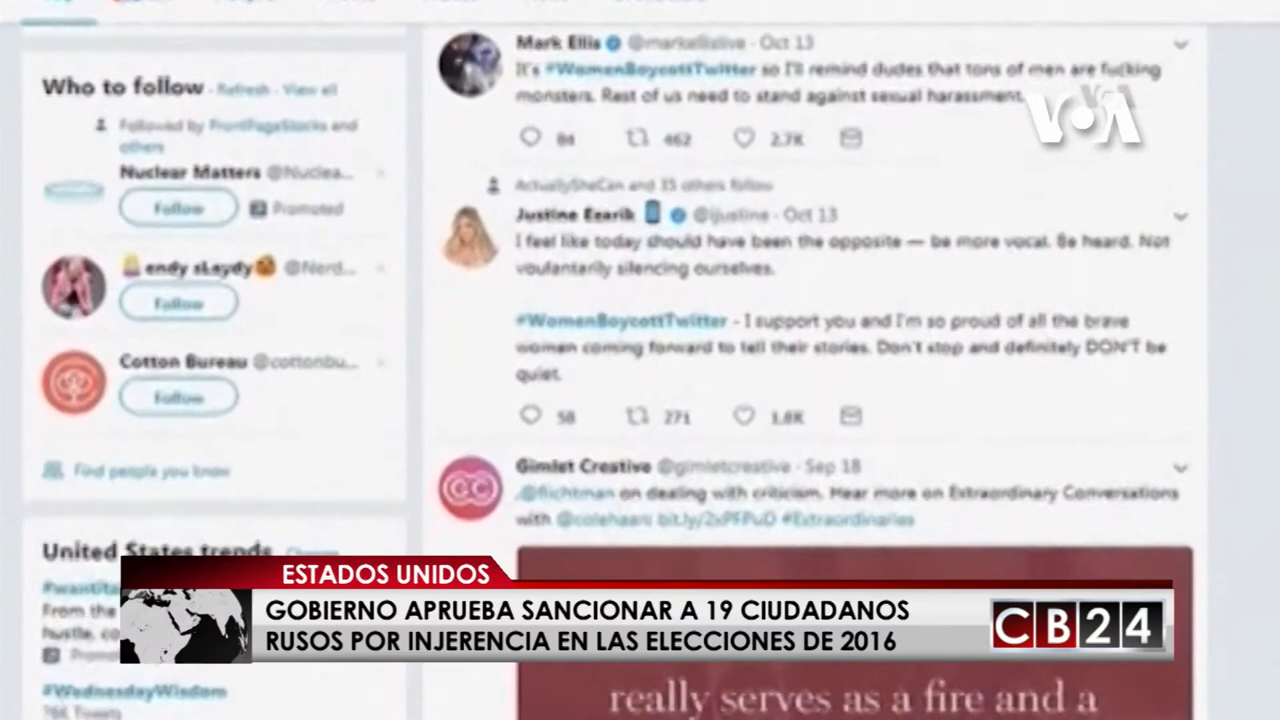 Who to follow · Refresh · View all
Followed by FrontPageStocks and
others
Nuclear Matters @Nuclea...
Follow Promoted
endy sLaydy @Nerd...
Follow
Cotton Bureau @cottonbu...
Follow
Find people you know
United States trends
From the
#WednesdayWisdom
76K Tweets
Mark Ellis @markellislive · Oct 13
It's #WomenBoycottTwitter so I'll remind dudes that tons of men are fucking
monsters. Rest of us need to stand against sexual harassment.
84 462 2.7K
VOA
ActuallySheCan and 35 others follow
Justine Ezarik @ijustine · Oct 13
I feel like today should have been the opposite — be more vocal. Be heard. Not
voulantarily silencing ourselves.
#WomenBoycottTwitter - I support you and I'm so proud of all the brave
women coming forward to tell their stories. Don't stop and definitely DON'T be
quiet.
58 271 1.8K
Gimlet Creative @gimletcreative · Sep 18
.@flichtman on dealing with criticism. Hear more on Extraordinary Conversations
with @colehaan: bit.ly/2xPFPuD #Extraordinaries
really serves as a fire and a
ESTADOS UNIDOS
GOBIERNO APRUEBA SANCIONAR A 19 CIUDADANOS
RUSOS POR INJERENCIA EN LAS ELECCIONES DE 2016
CB24